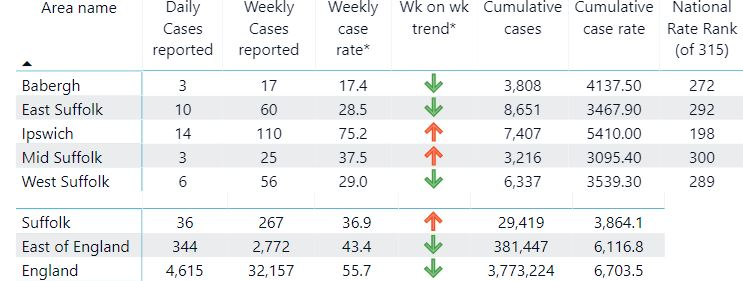 Area name Daily Cases reported Weekly Cases reported Weekly case rate* Wk on wk trend* Cumulative cases Cumulative case rate National Rate Rank (of 315)
Babergh 3 17 17.4 3,808 4137.50 272
East Suffolk 10 60 28.5 8,651 3467.90 292
Ipswich 14 110 75.2 7,407 5410.00 198
Mid Suffolk 3 25 37.5 3,216 3095.40 300
West Suffolk 6 56 29.0 6,337 3539.30 289
Suffolk 36 267 36.9 29,419 3,864.1
East of England 344 2,772 43.4 381,447 6,116.8
England 4,615 32,157 55.7 3,773,224 6,703.5